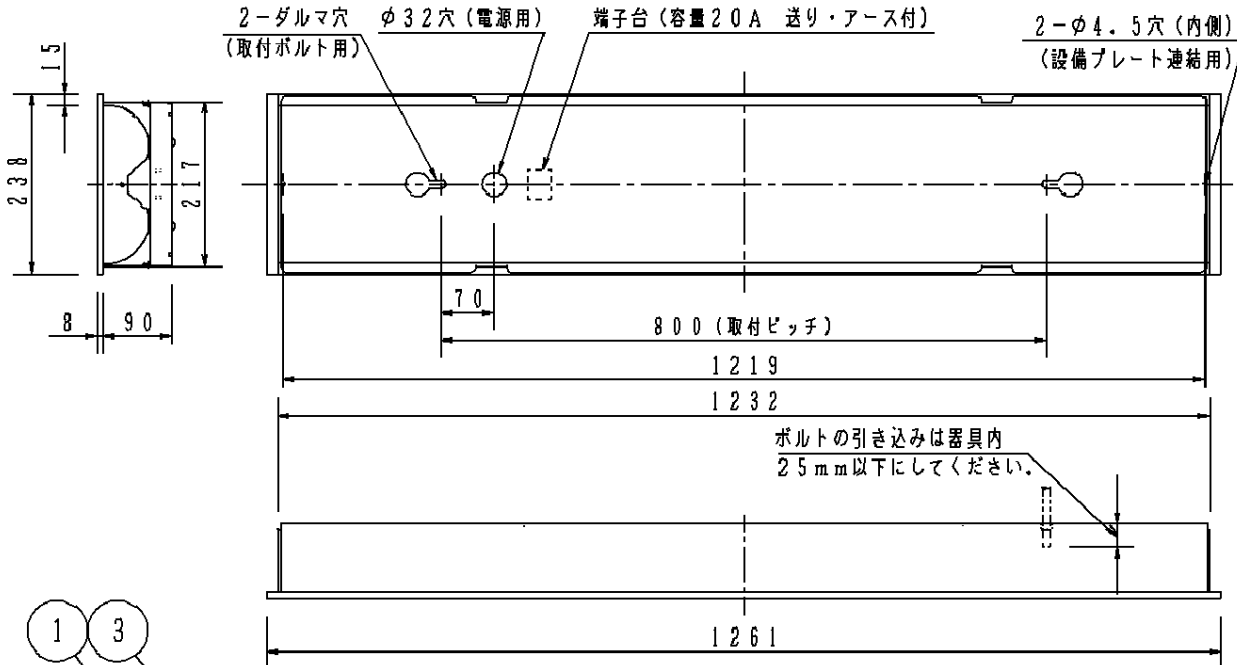 2−ダルマ穴
(取付ボルト用)
φ32穴(電源用)
端子台(容量20A 送り・アース付)
2−φ4.5穴(内側)
(設備プレート連結用)
15
238
217
8
90
70
800(取付ピッチ)
1219
1232
ボルトの引き込みは器具内
25mm以下にしてください.
1261
1
3